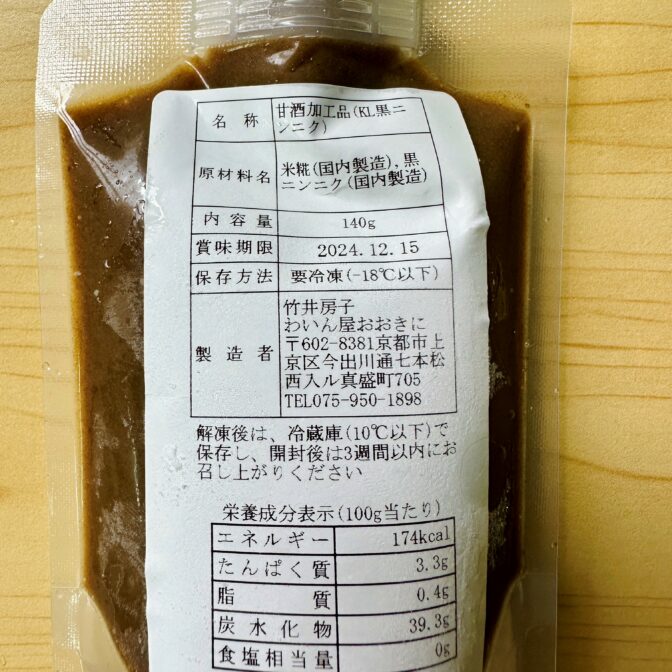 名称 甘酒加工品(KL黒ニ
ンニク)
原材料名 米糀(国内製造),黒
ニンニク(国内製造)
内容量 140g
賞味期限 2024.12.15
保存方法 要冷凍(-18℃以下)
製造者 竹井房子
わいん屋おおきに
〒602-8381京都市上
京区今出川通七本松
西入ル真盛町705
TEL075-950-1898
解凍後は、冷蔵庫(10℃以下)で
保存し、開封後は3週間以内にお
召し上がりください
栄養成分表示(100g当たり)
エネルギー 174kcal
たんぱく質 3.3g
脂質 0.4g
炭水化物 39.3g
食塩相当量 0g